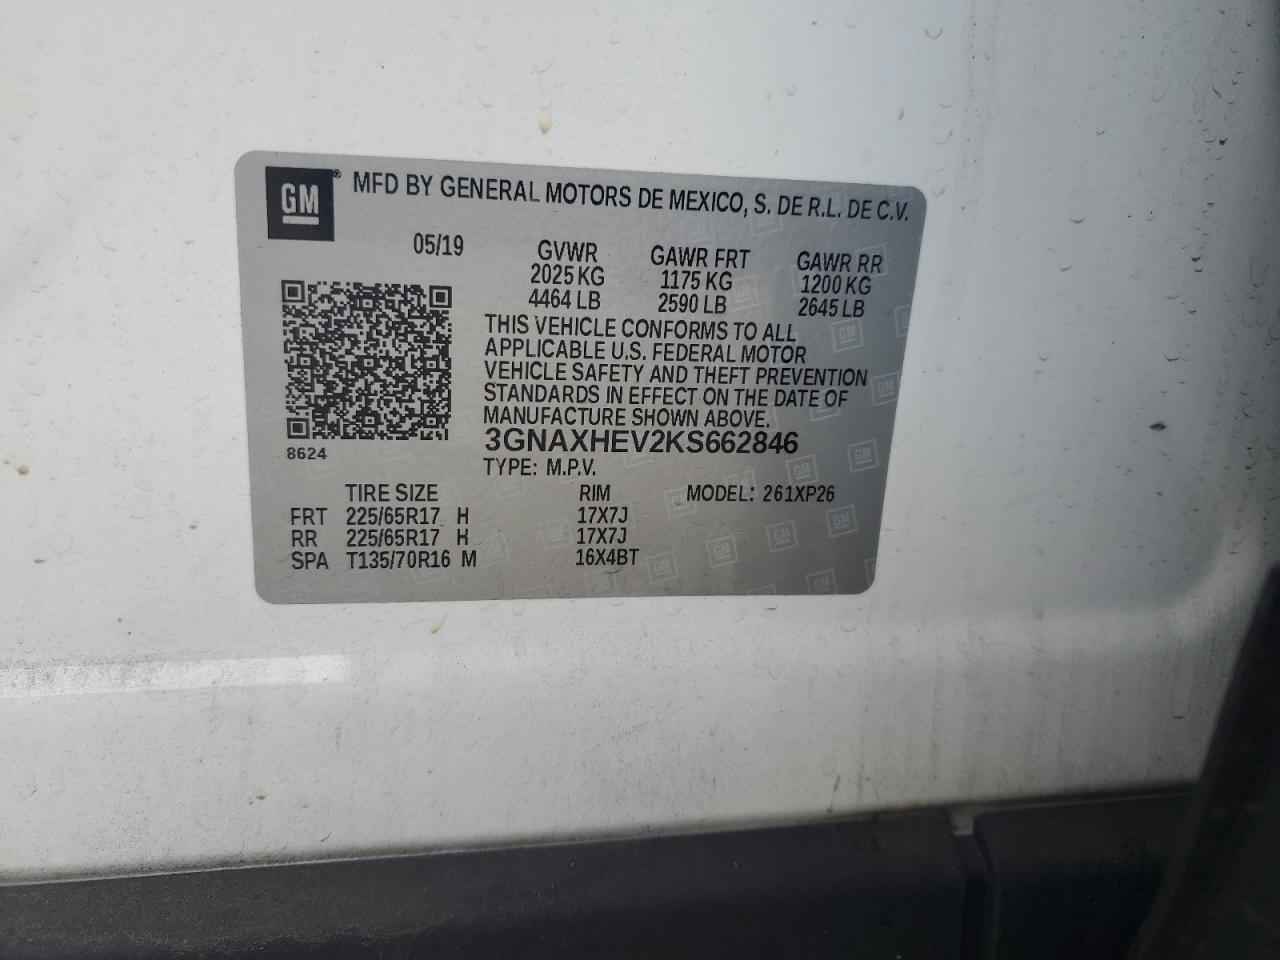 GM® MFD BY GENERAL MOTORS DE MEXICO, S. DE R.L. DE C.V.
05/19 GVWR GAWR FRT GAWR RR
2025 KG 1175 KG 1200 KG
4464 LB 2590 LB 2645 LB
THIS VEHICLE CONFORMS TO ALL
APPLICABLE U.S. FEDERAL MOTOR
VEHICLE SAFETY AND THEFT PREVENTION
STANDARDS IN EFFECT ON THE DATE OF
MANUFACTURE SHOWN ABOVE.
8624 3GNAXHEV2KS662846
TYPE: M.P.V.
TIRE SIZE RIM MODEL: 261XP26
FRT 225/65R17 H 17X7J
RR 225/65R17 H 17X7J
SPA T135/70R16 M 16X4BT